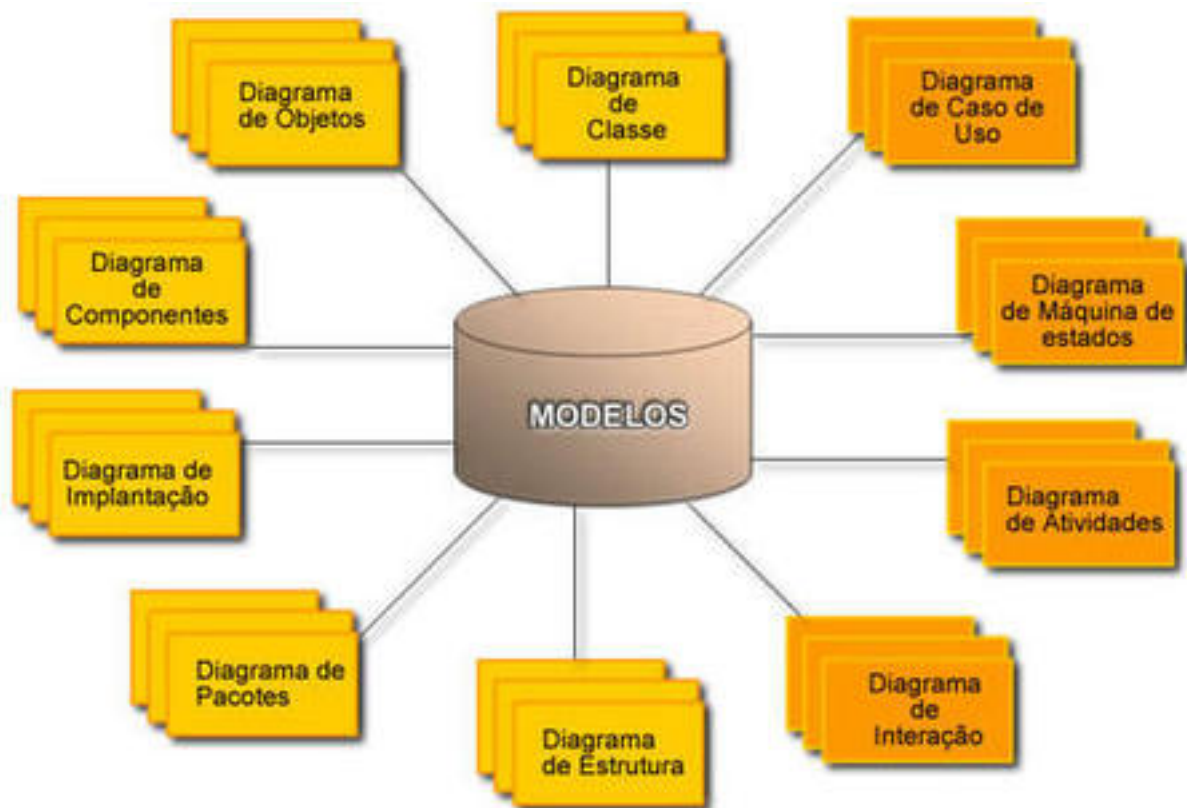 Diagrama
de Objetos
Diagrama
de
Classe
Diagrama
de Caso de
Uso
Diagrama
de
Componentes
Diagrama
de Máquina de
estados
MODELOS
Diagrama de
Implantação
Diagrama
de Atividades
Diagrama de
Pacotes
Diagrama
de Estrutura
Diagrama
de
Interação